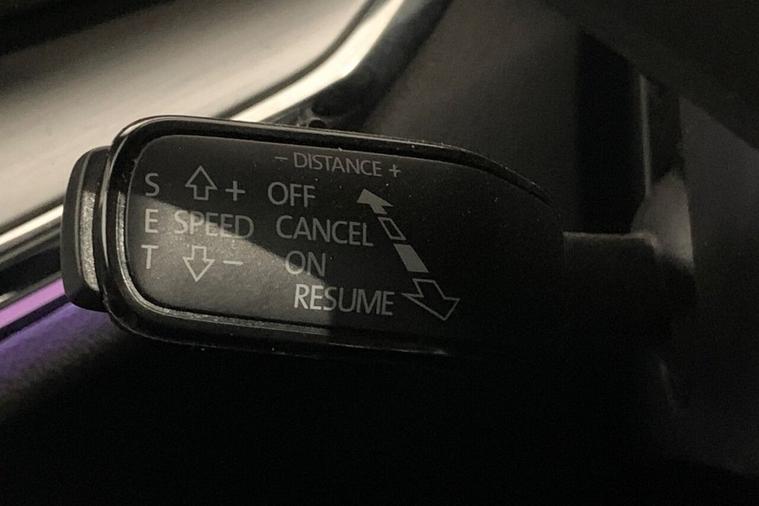 − DISTANCE +
S + OFF
E SPEED CANCEL
T − ON
RESUME